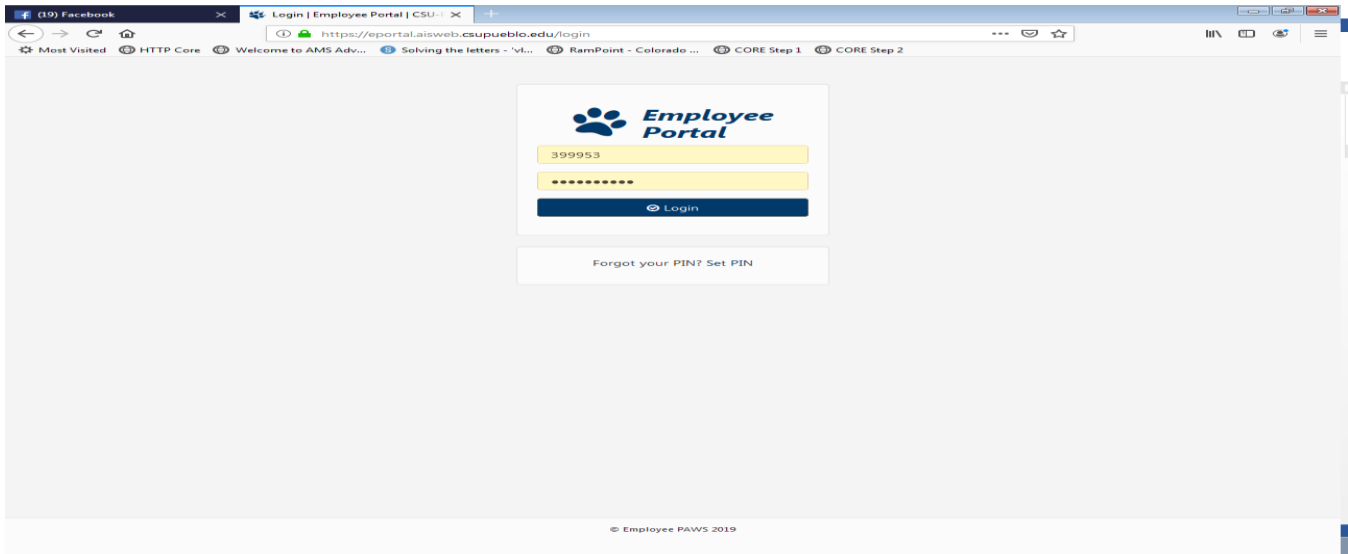 (19) Facebook
Login | Employee Portal | CSU-
https://eportal.aisweb.csupueblo.edu/login
Most Visited HTTP Core Welcome to AMS Adv... Solving the letters - 'vl... RamPoint - Colorado ... CORE Step 1 CORE Step 2
Employee
Portal
399953
••••••••••
Login
Forgot your PIN? Set PIN
© Employee PAWS 2019